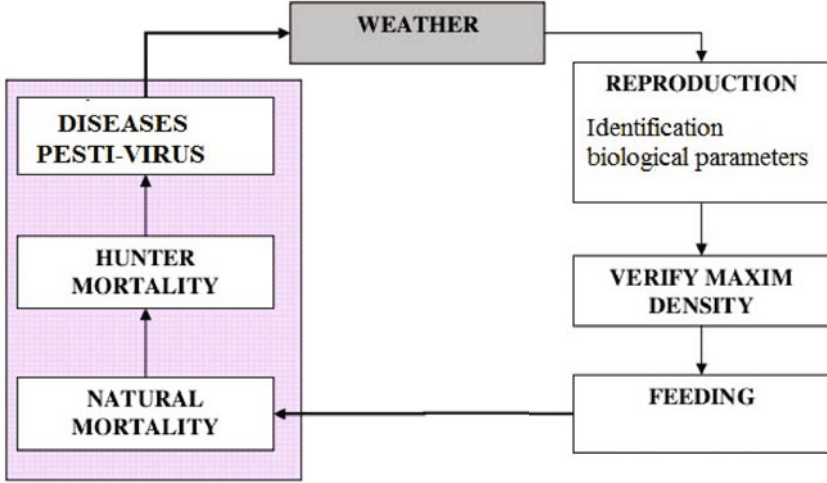 WEATHER
REPRODUCTION
Identification
biological parameters
VERIFY MAXIM
DENSITY
FEEDING
NATURAL
MORTALITY
HUNTER
MORTALITY
DISEASES
PESTI-VIRUS